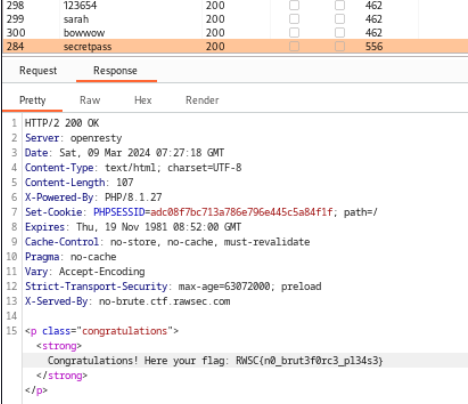 298 123654 200 462
299 sarah 200 462
300 bowwow 200 462
284 secretpass 200 556
Request Response
Pretty Raw Hex Render
1 HTTP/2 200 OK
2 Server: openresty
3 Date: Sat, 09 Mar 2024 07:27:18 GMT
4 Content-Type: text/html; charset=UTF-8
5 Content-Length: 107
6 X-Powered-By: PHP/8.1.27
7 Set-Cookie: PHPSESSID=adc08f7bc713a786e796e445c5a84f1f; path=/
8 Expires: Thu, 19 Nov 1981 08:52:00 GMT
9 Cache-Control: no-store, no-cache, must-revalidate
10 Pragma: no-cache
11 Vary: Accept-Encoding
12 Strict-Transport-Security: max-age=63072000; preload
13 X-Served-By: no-brute.ctf.rawsec.com
14
15 <p class="congratulations">
<strong>
Congratulations! Here your flag: RWSC{n0_brut3f0rc3_pl34s3}
</strong>
</p>